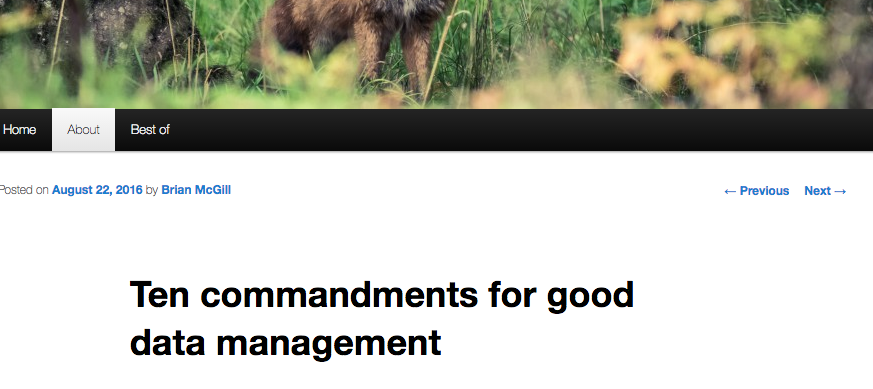 Home About Best of
Posted on August 22, 2016 by Brian McGill
← Previous Next →
Ten commandments for good
data management